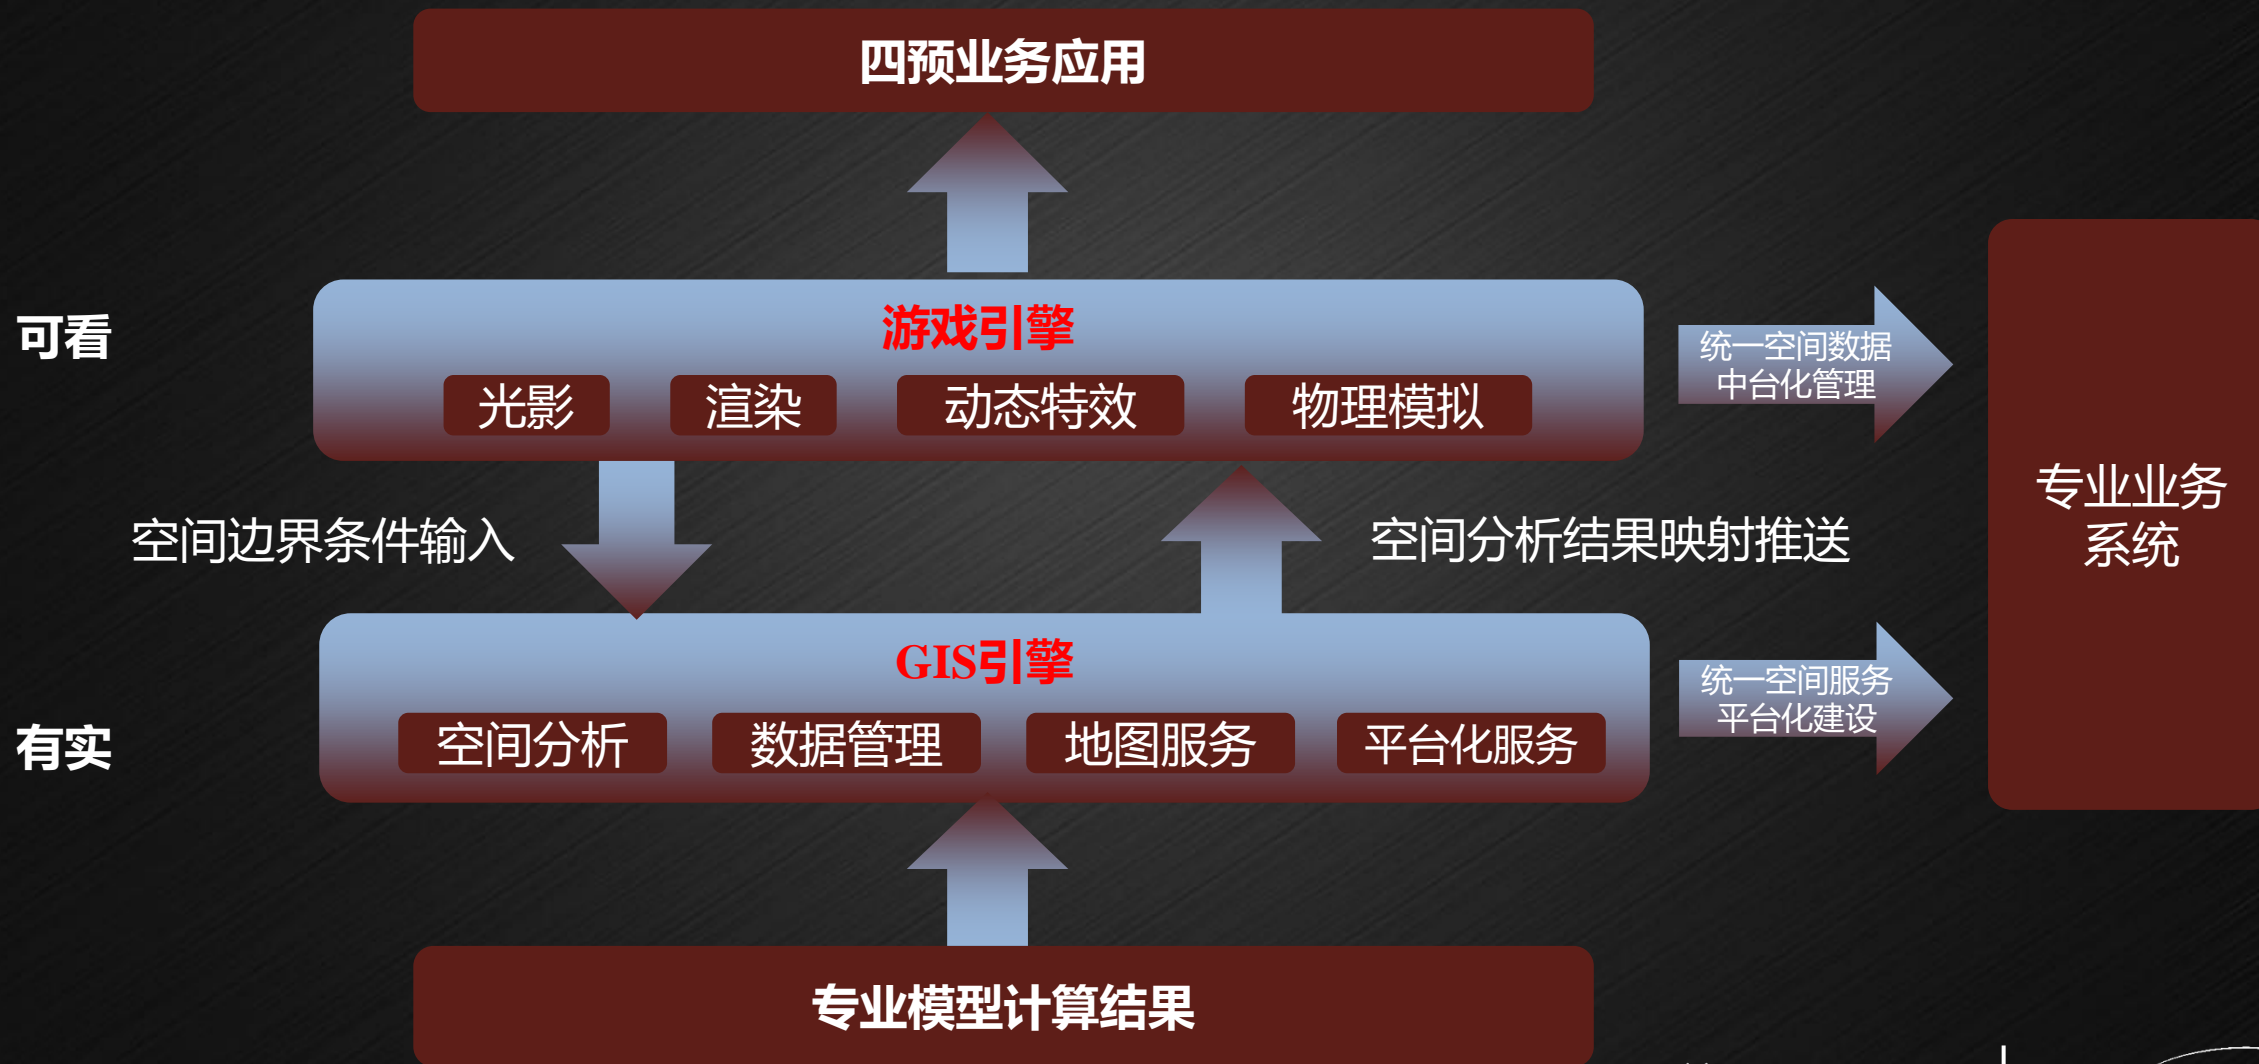 四预业务应用
可看
游戏引擎
光影
渲染
动态特效
物理模拟
统一空间数据
中台化管理
空间边界条件输入
空间分析结果映射推送
专业业务
系统
有实
GIS引擎
空间分析
数据管理
地图服务
平台化服务
统一空间服务
平台化建设
专业模型计算结果